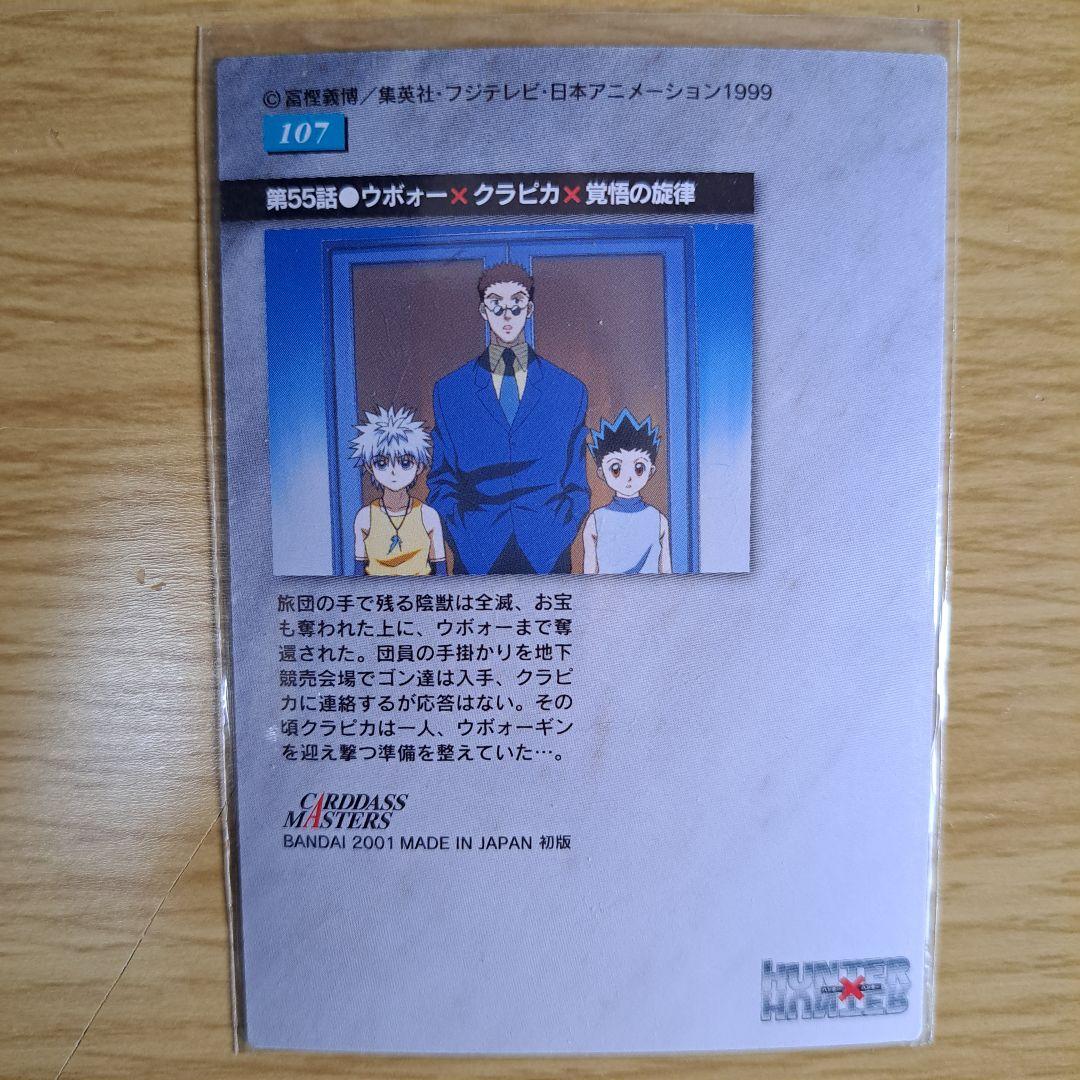 ©冨樫義博／集英社・フジテレビ・日本アニメーション1999
107
第55話●ウボォー×クラピカ×覚悟の旋律
旅団の手で残る陰獣は全滅、お宝
も奪われた上に、ウボォーまで奪
還された。団員の手掛かりを地下
競売会場でゴン達は入手、クラピ
カに連絡するが応答はない。その
頃クラピカは一人、ウボォーギン
を迎え撃つ準備を整えていた…。
CARDDASS
MASTERS
BANDAI 2001 MADE IN JAPAN 初版
HUNTER
×
HUNTER